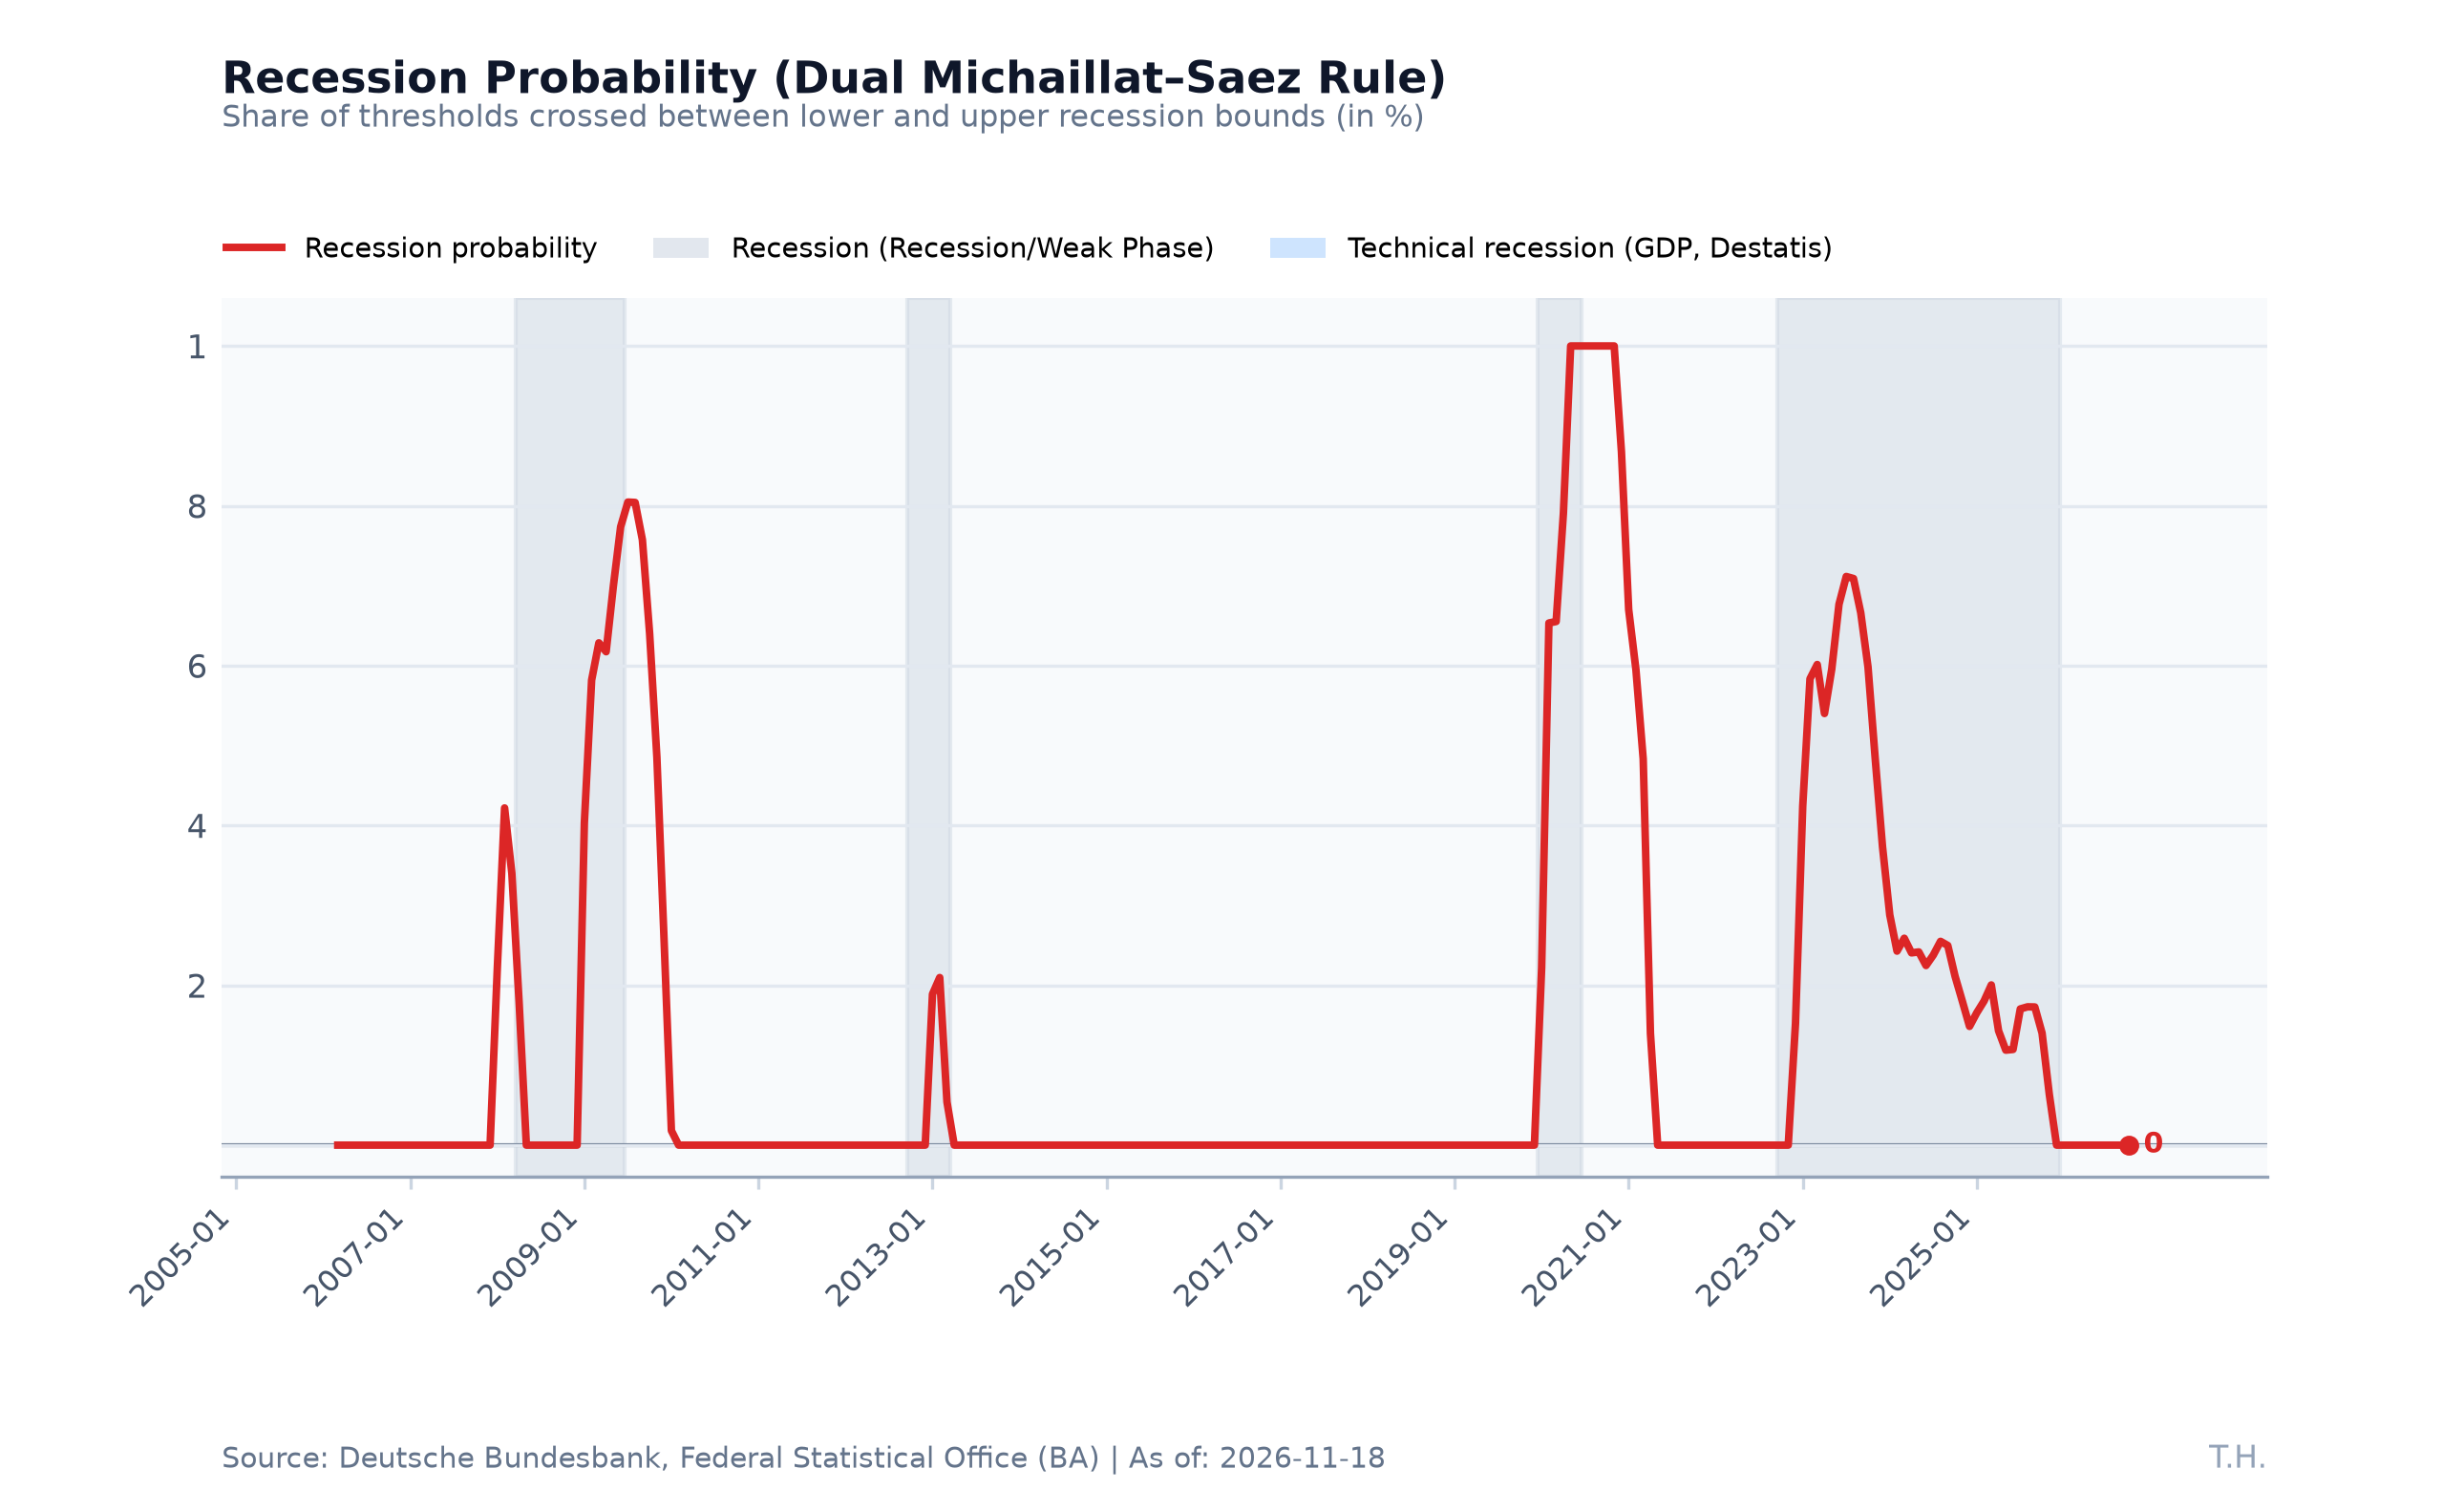 Recession Probability (Dual Michaillat–Saez Rule)
Share of thresholds crossed between lower and upper recession bounds (in %)
Recession probability
Recession (Recession/Weak Phase)
Technical recession (GDP, Destatis)
1
8
6
4
2
0
2005-01
2007-01
2009-01
2011-01
2013-01
2015-01
2017-01
2019-01
2021-01
2023-01
2025-01
Source: Deutsche Bundesbank, Federal Statistical Office (BA) | As of: 2026-11-18
T.H.